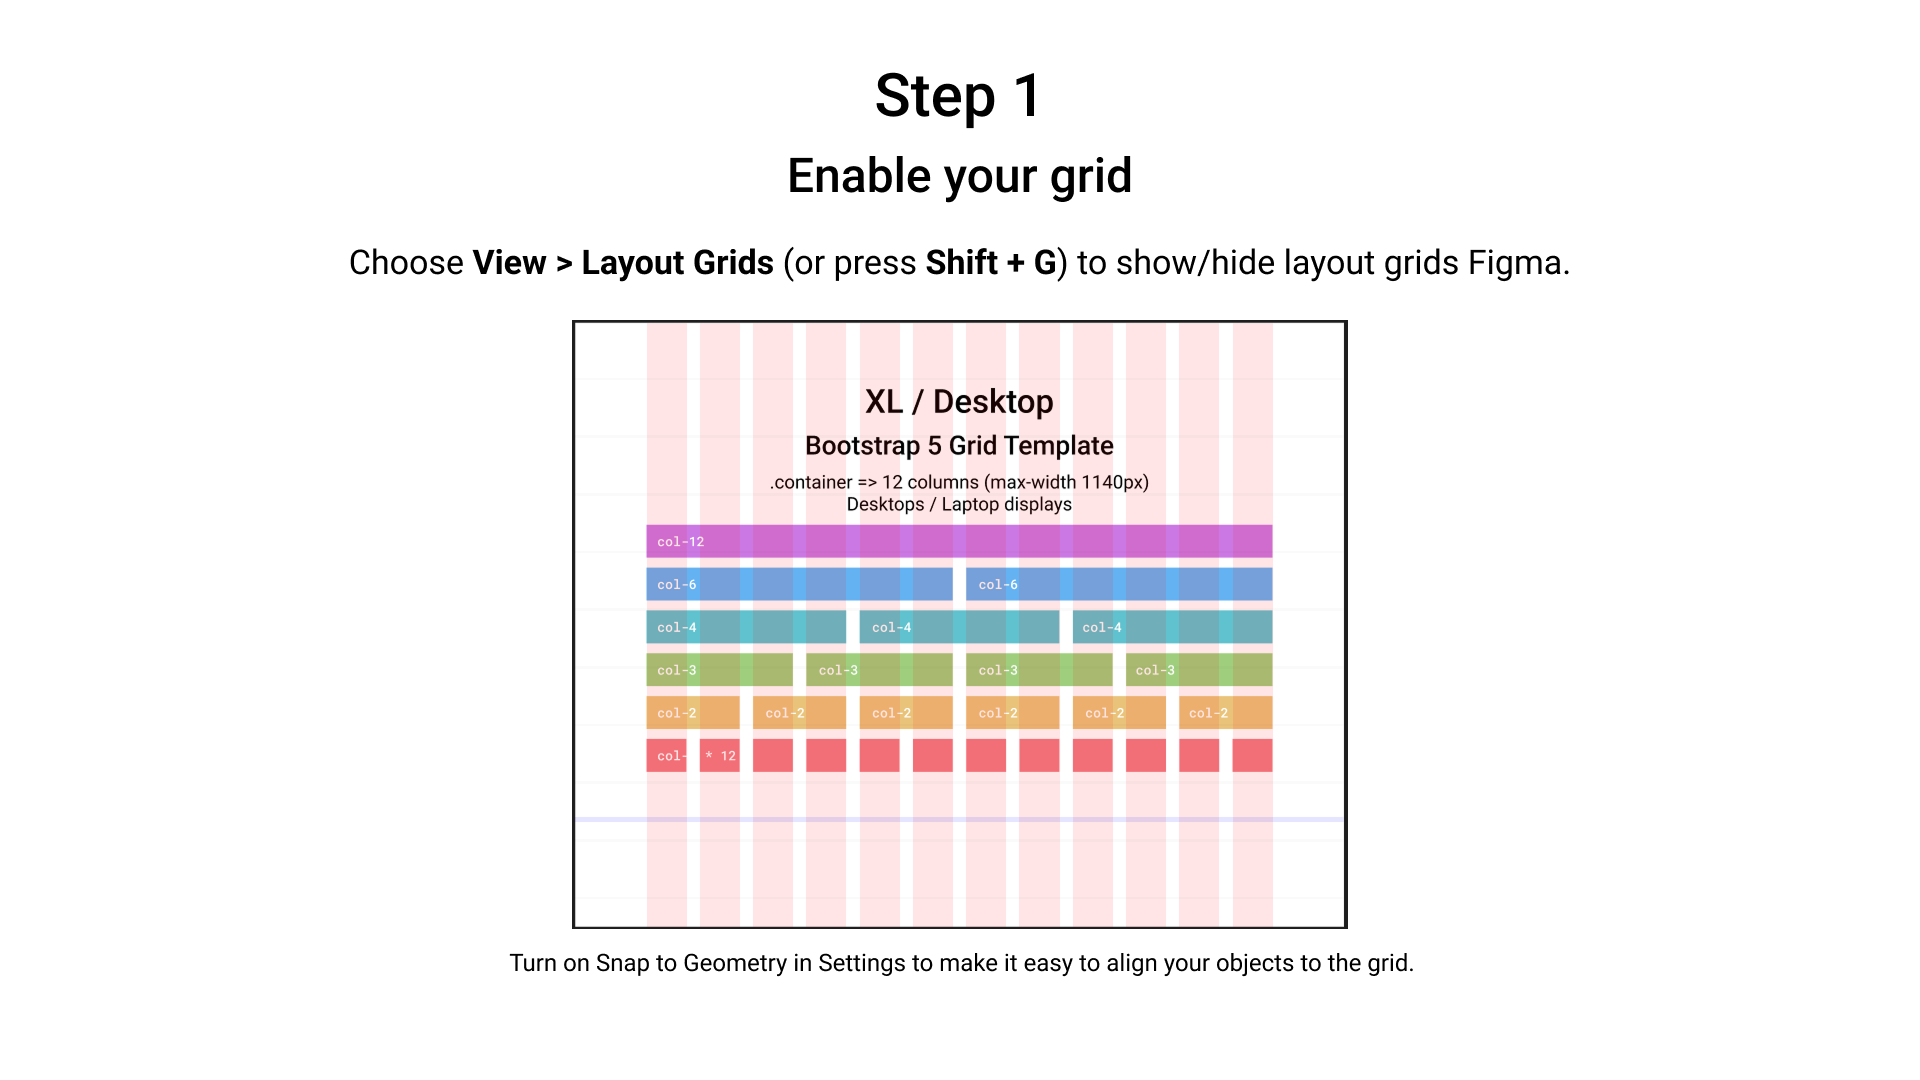 Step 1
Enable your grid
Choose View > Layout Grids (or press Shift + G) to show/hide layout grids Figma.
XL / Desktop
Bootstrap 5 Grid Template
.container => 12 columns (max-width 1140px)
Desktops / Laptop displays
col-12
col-6 col-6
col-4 col-4 col-4
col-3 col-3 col-3 col-3
col-2 col-2 col-2 col-2 col-2 col-2
col- * 12
Turn on Snap to Geometry in Settings to make it easy to align your objects to the grid.